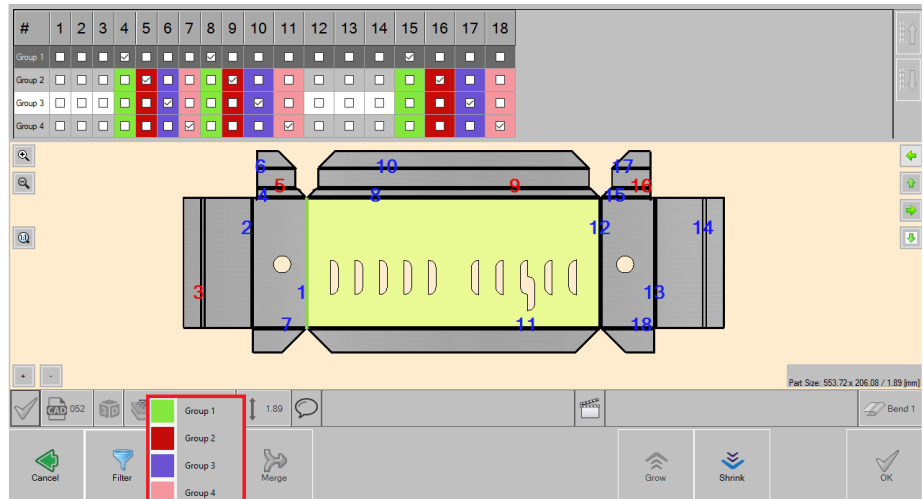 # 1 2 3 4 5 6 7 8 9 10 11 12 13 14 15 16 17 18
Group 1
Group 2
Group 3
Group 4
6 10 17
5 9 16
4 8 15
2 12 14
3 1 13
7 11 18
+ -
Part Size: 553.72 x 206.08 / 1.89 [mm]
CAD 052 3D 1.89 Bend 1
Group 1
Group 2
Group 3
Group 4
Cancel Filter Merge Grow Shrink OK